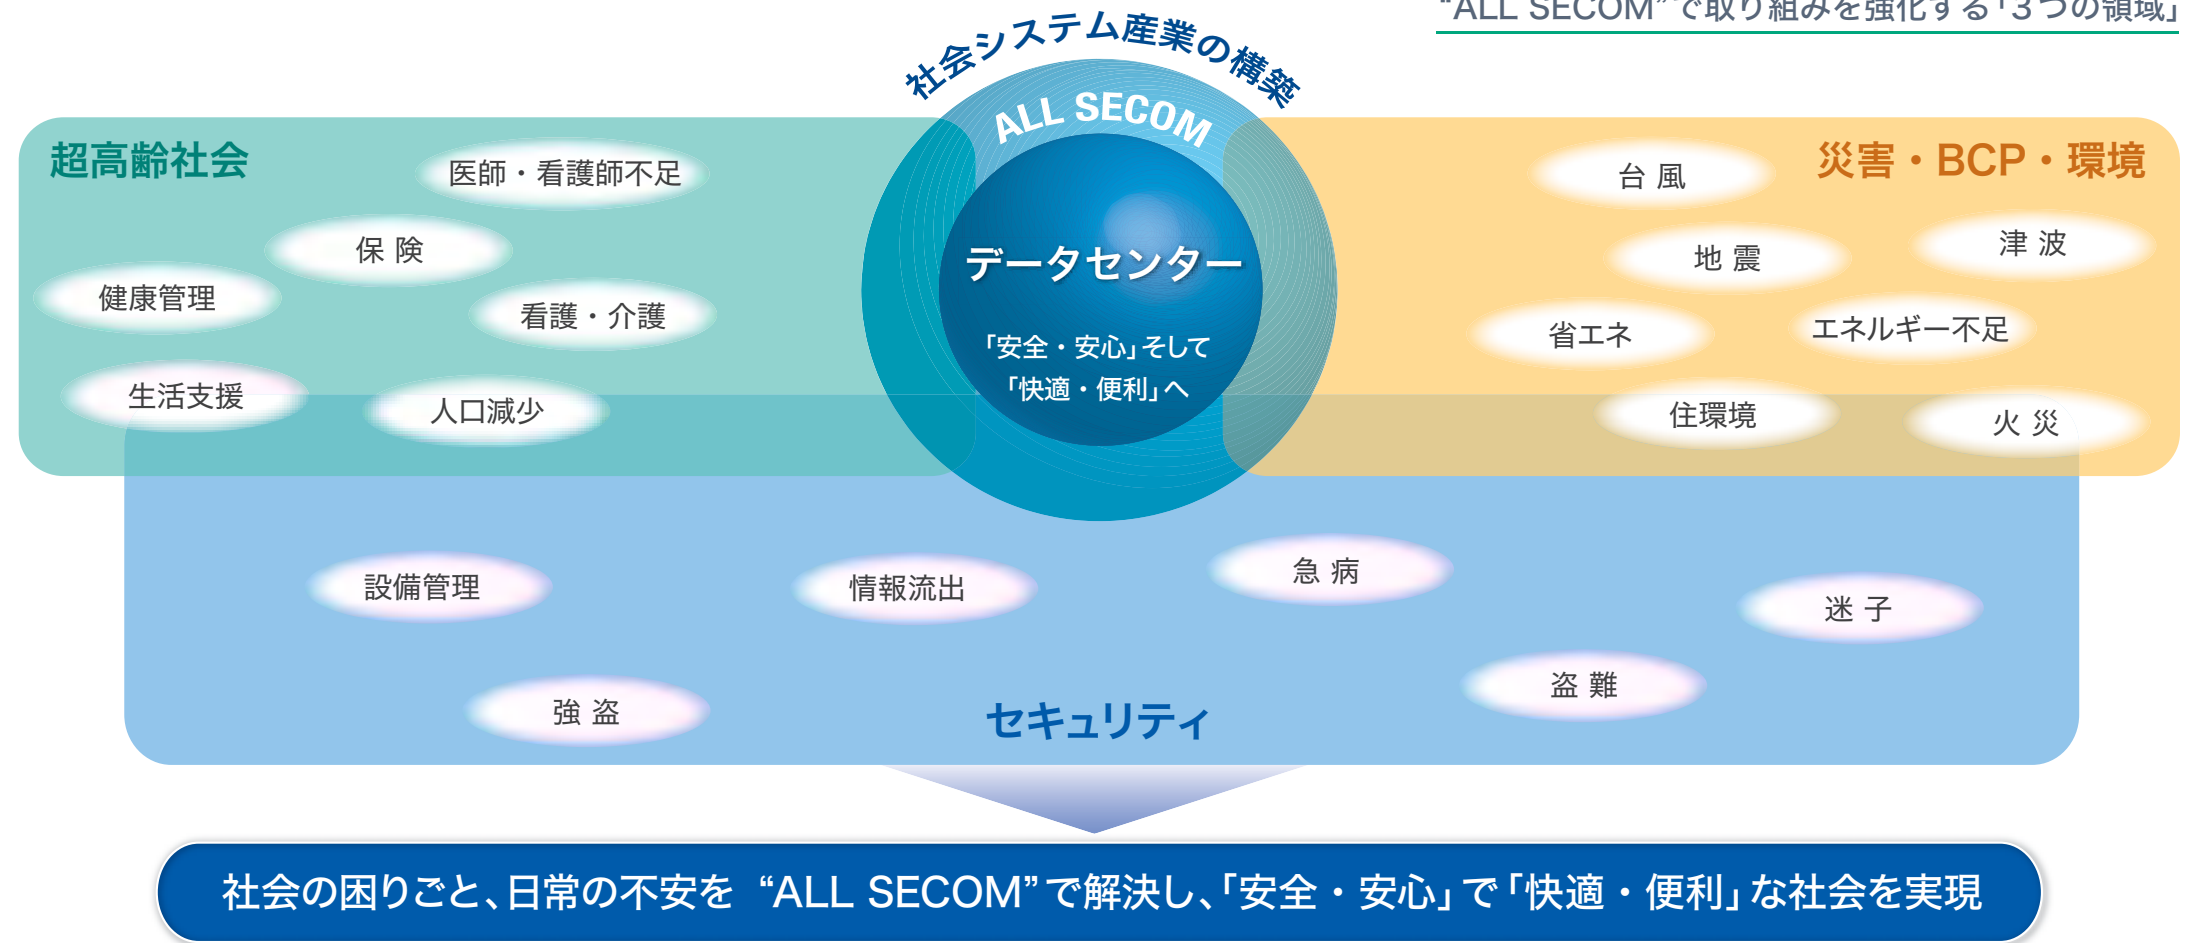 “ALL SECOM”で取り組みを強化する「3つの領域」
社会システム産業の構築
ALL SECOM
データセンター
「安全・安心」そして
「快適・便利」へ
超高齢社会
医師・看護師不足
保 険
健康管理
看護・介護
生活支援
人口減少
災害・BCP・環境
台 風
津 波
地 震
省エネ
エネルギー不足
住環境
火 災
設備管理
情報流出
急 病
迷 子
強 盗
盗 難
セキュリティ
社会の困りごと、日常の不安を “ALL SECOM”で解決し、「安全・安心」で「快適・便利」な社会を実現